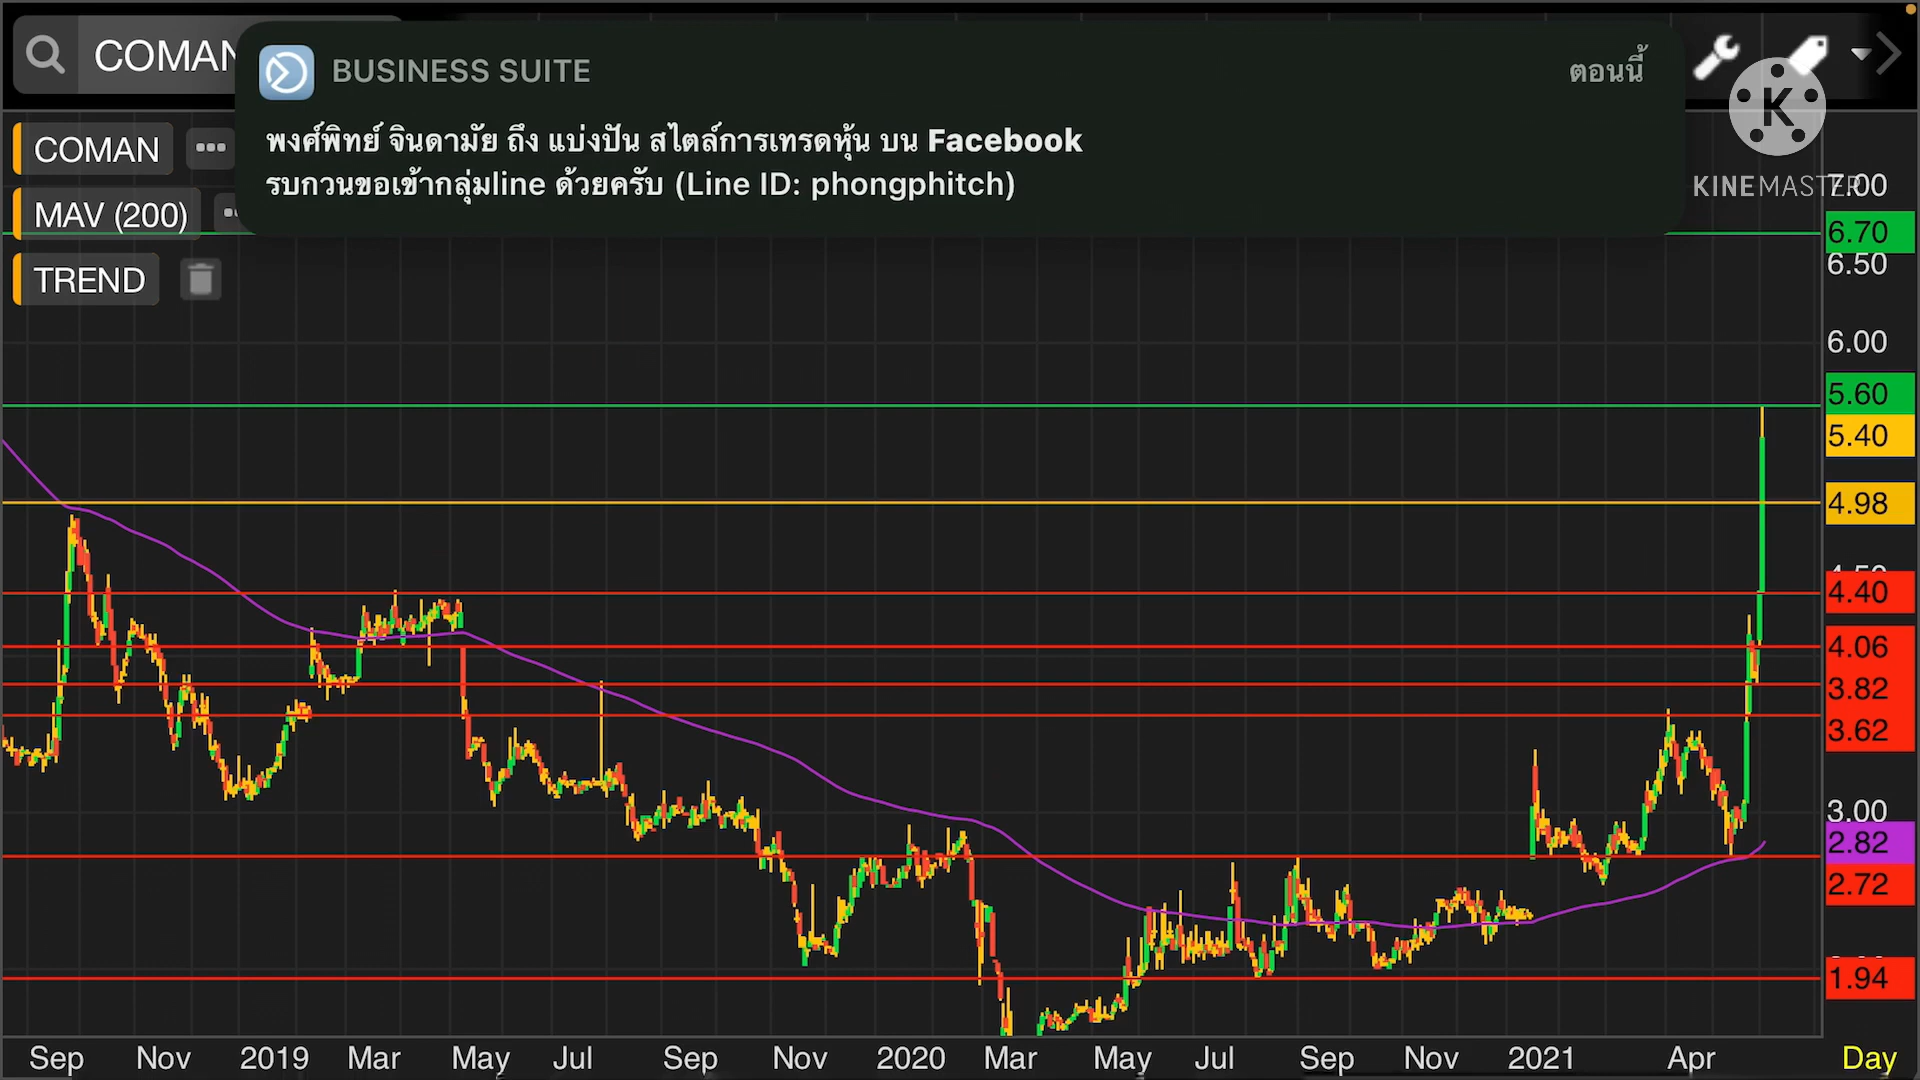 COMAN
BUSINESS SUITE
ตอนนี้
พงศ์พิทย์ จินดามัย ถึง แบ่งปัน สไตล์การเทรดหุ้น บน Facebook
รบกวนขอเข้ากลุ่มline ด้วยครับ (Line ID: phongphitch)
K
KINEMASTER
COMAN
MAV (200)
TREND
7.00
6.70
6.50
6.00
5.60
5.40
4.98
4.50
4.40
4.06
3.82
3.62
3.00
2.82
2.72
1.94
Sep Nov 2019 Mar May Jul Sep Nov 2020 Mar May Jul Sep Nov 2021 Apr Day